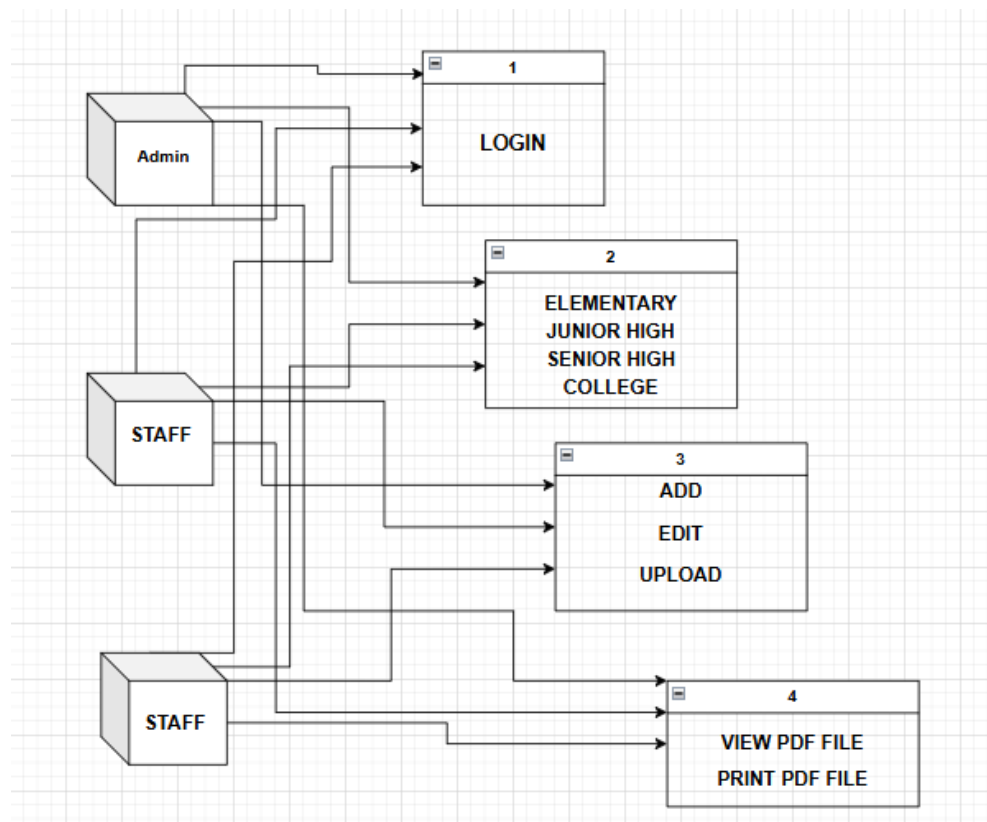 1
LOGIN
Admin
2
ELEMENTARY
JUNIOR HIGH
SENIOR HIGH
COLLEGE
STAFF
3
ADD
EDIT
UPLOAD
STAFF
4
VIEW PDF FILE
PRINT PDF FILE